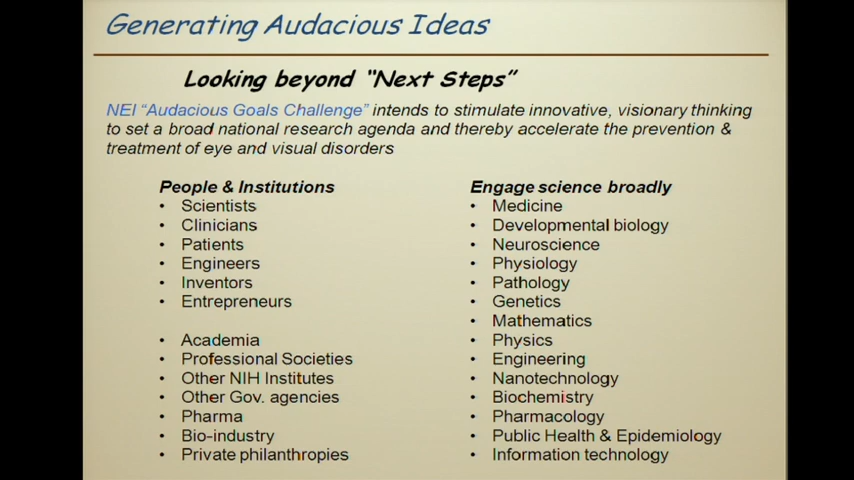 Generating Audacious Ideas
Looking beyond “Next Steps”
NEI “Audacious Goals Challenge” intends to stimulate innovative, visionary thinking
to set a broad national research agenda and thereby accelerate the prevention &
treatment of eye and visual disorders
People & Institutions
• Scientists
• Clinicians
• Patients
• Engineers
• Inventors
• Entrepreneurs
• Academia
• Professional Societies
• Other NIH Institutes
• Other Gov. agencies
• Pharma
• Bio-industry
• Private philanthropies
Engage science broadly
• Medicine
• Developmental biology
• Neuroscience
• Physiology
• Pathology
• Genetics
• Mathematics
• Physics
• Engineering
• Nanotechnology
• Biochemistry
• Pharmacology
• Public Health & Epidemiology
• Information technology